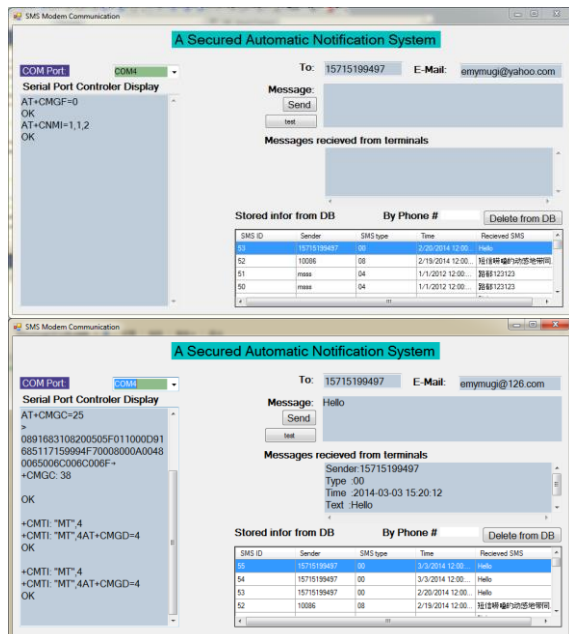 SMS Modem Communication
A Secured Automatic Notification System
COM Port: COM4
To: 15715199497 E-Mail: emymugi@yahoo.com
Serial Port Controler Display
AT+CMGF=0
OK
AT+CNMI=1,1,2
OK
Message:
Send
test
Messages recieved from terminals
Stored infor from DB By Phone # Delete from DB
SMS ID Sender SMS type Time Recieved SMS
53 15715199497 00 2/20/2014 12:00... Hello
52 10086 08 2/19/2014 12:00...
51 msss 04 1/1/2012 12:00: 123123
50 msss 04 1/1/2012 12:00: 123123
SMS Modem Communication
A Secured Automatic Notification System
COM Port: COM4
To: 15715199497 E-Mail: emymugi@126.com
Serial Port Controler Display
AT+CMGC=25
>
0891683108200505F011000D91
685117159994F70008000A0048
0065006C006C006F→
+CMGC: 38
OK
+CMTI: "MT",4
+CMTI: "MT",4AT+CMGD=4
OK
+CMTI: "MT",4
+CMTI: "MT",4AT+CMGD=4
OK
Message: Hello
Send
test
Messages recieved from terminals
Sender:15715199497
Type :00
Time :2014-03-03 15:20:12
Text :Hello
Stored infor from DB By Phone # Delete from DB
SMS ID Sender SMS type Time Recieved SMS
55 15715199497 00 3/3/2014 12:00... Hello
54 15715199497 00 3/3/2014 12:00... Hello
53 15715199497 00 2/20/2014 12:00... Hello
52 10086 08 2/19/2014 12:00...